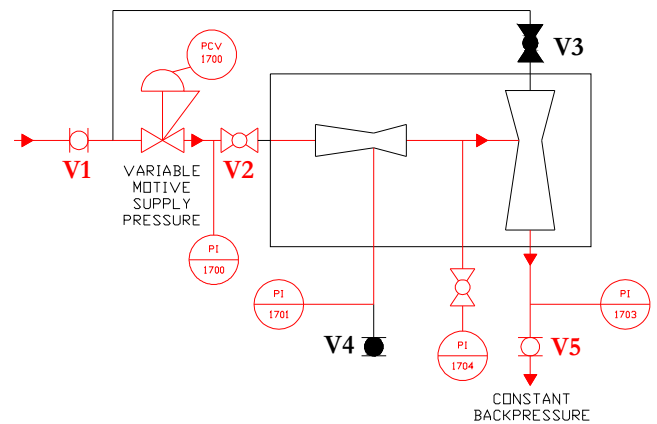 PCV
1700
V3
V1
V2
VARIABLE
MOTIVE
SUPPLY
PRESSURE
PI
1700
PI
1701
V4
PI
1704
V5
PI
1703
CONSTANT
BACKPRESSURE